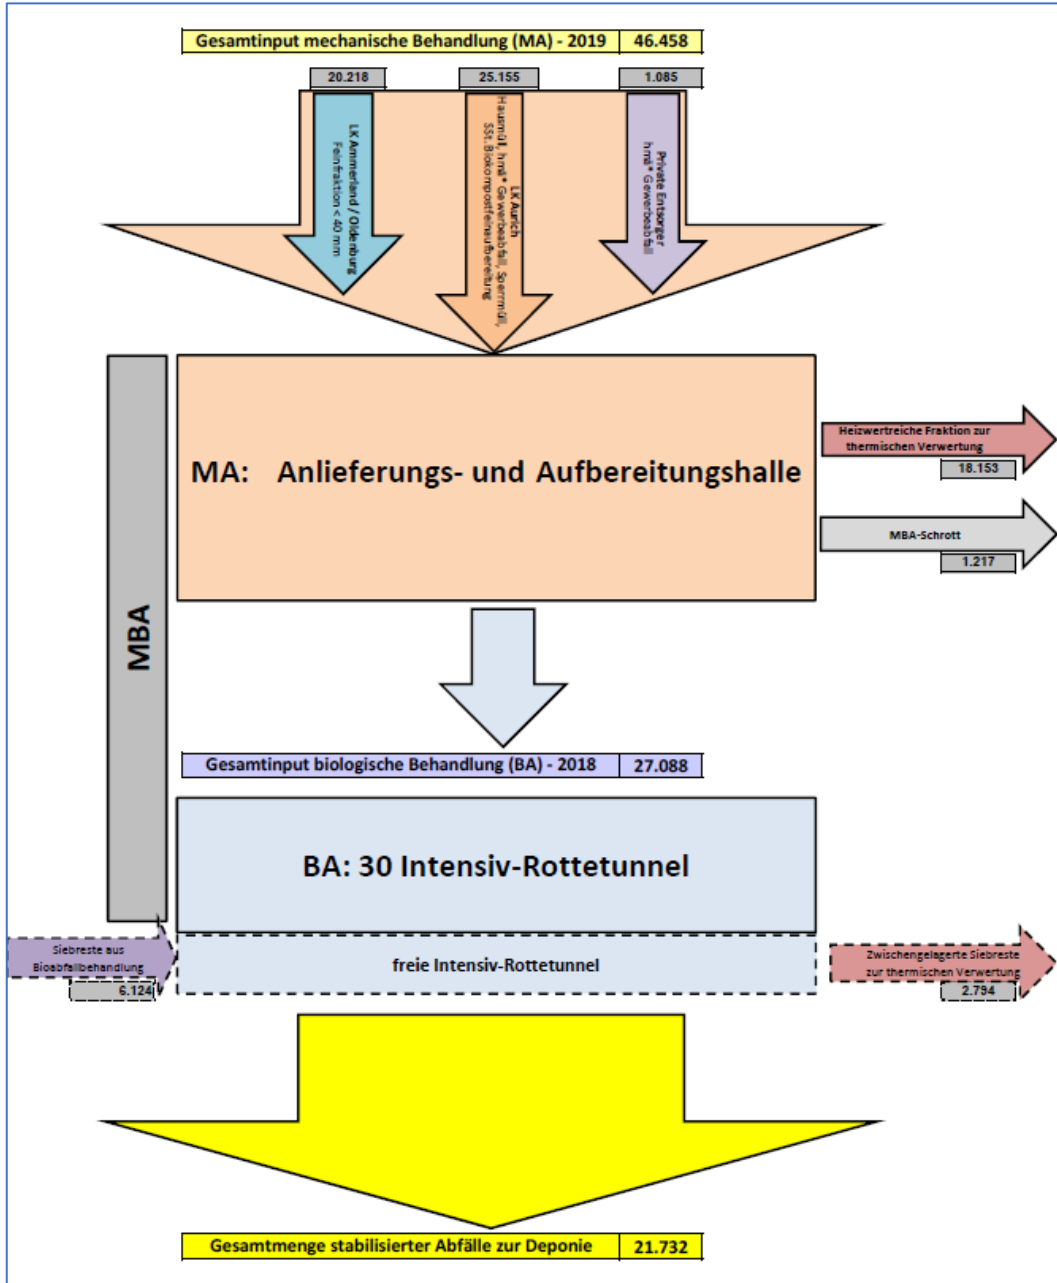 Gesamtinput mechanische Behandlung (MA) - 2019 46.458
20.218 25.155 1.085
LK Ammerland / Oldenburg
Feinfraktion < 40 mm
LK Aurich
Hausmüll, hmä* Gewerbeabfall, Sperrmüll,
SSt. Biokompostfeinaufbereitung
Private Entsorger
hmä* Gewerbeabfall
MBA
MA: Anlieferungs- und Aufbereitungshalle
Heizwertreiche Fraktion zur
thermischen Verwertung
18.153
MBA-Schrott
1.217
Gesamtinput biologische Behandlung (BA) - 2018 27.088
BA: 30 Intensiv-Rottetunnel
Siebreste aus
Bioabfallbehandlung
6.124
freie Intensiv-Rottetunnel
Zwischengelagerte Siebreste
zur thermischen Verwertung
2.794
Gesamtmenge stabilisierter Abfälle zur Deponie 21.732